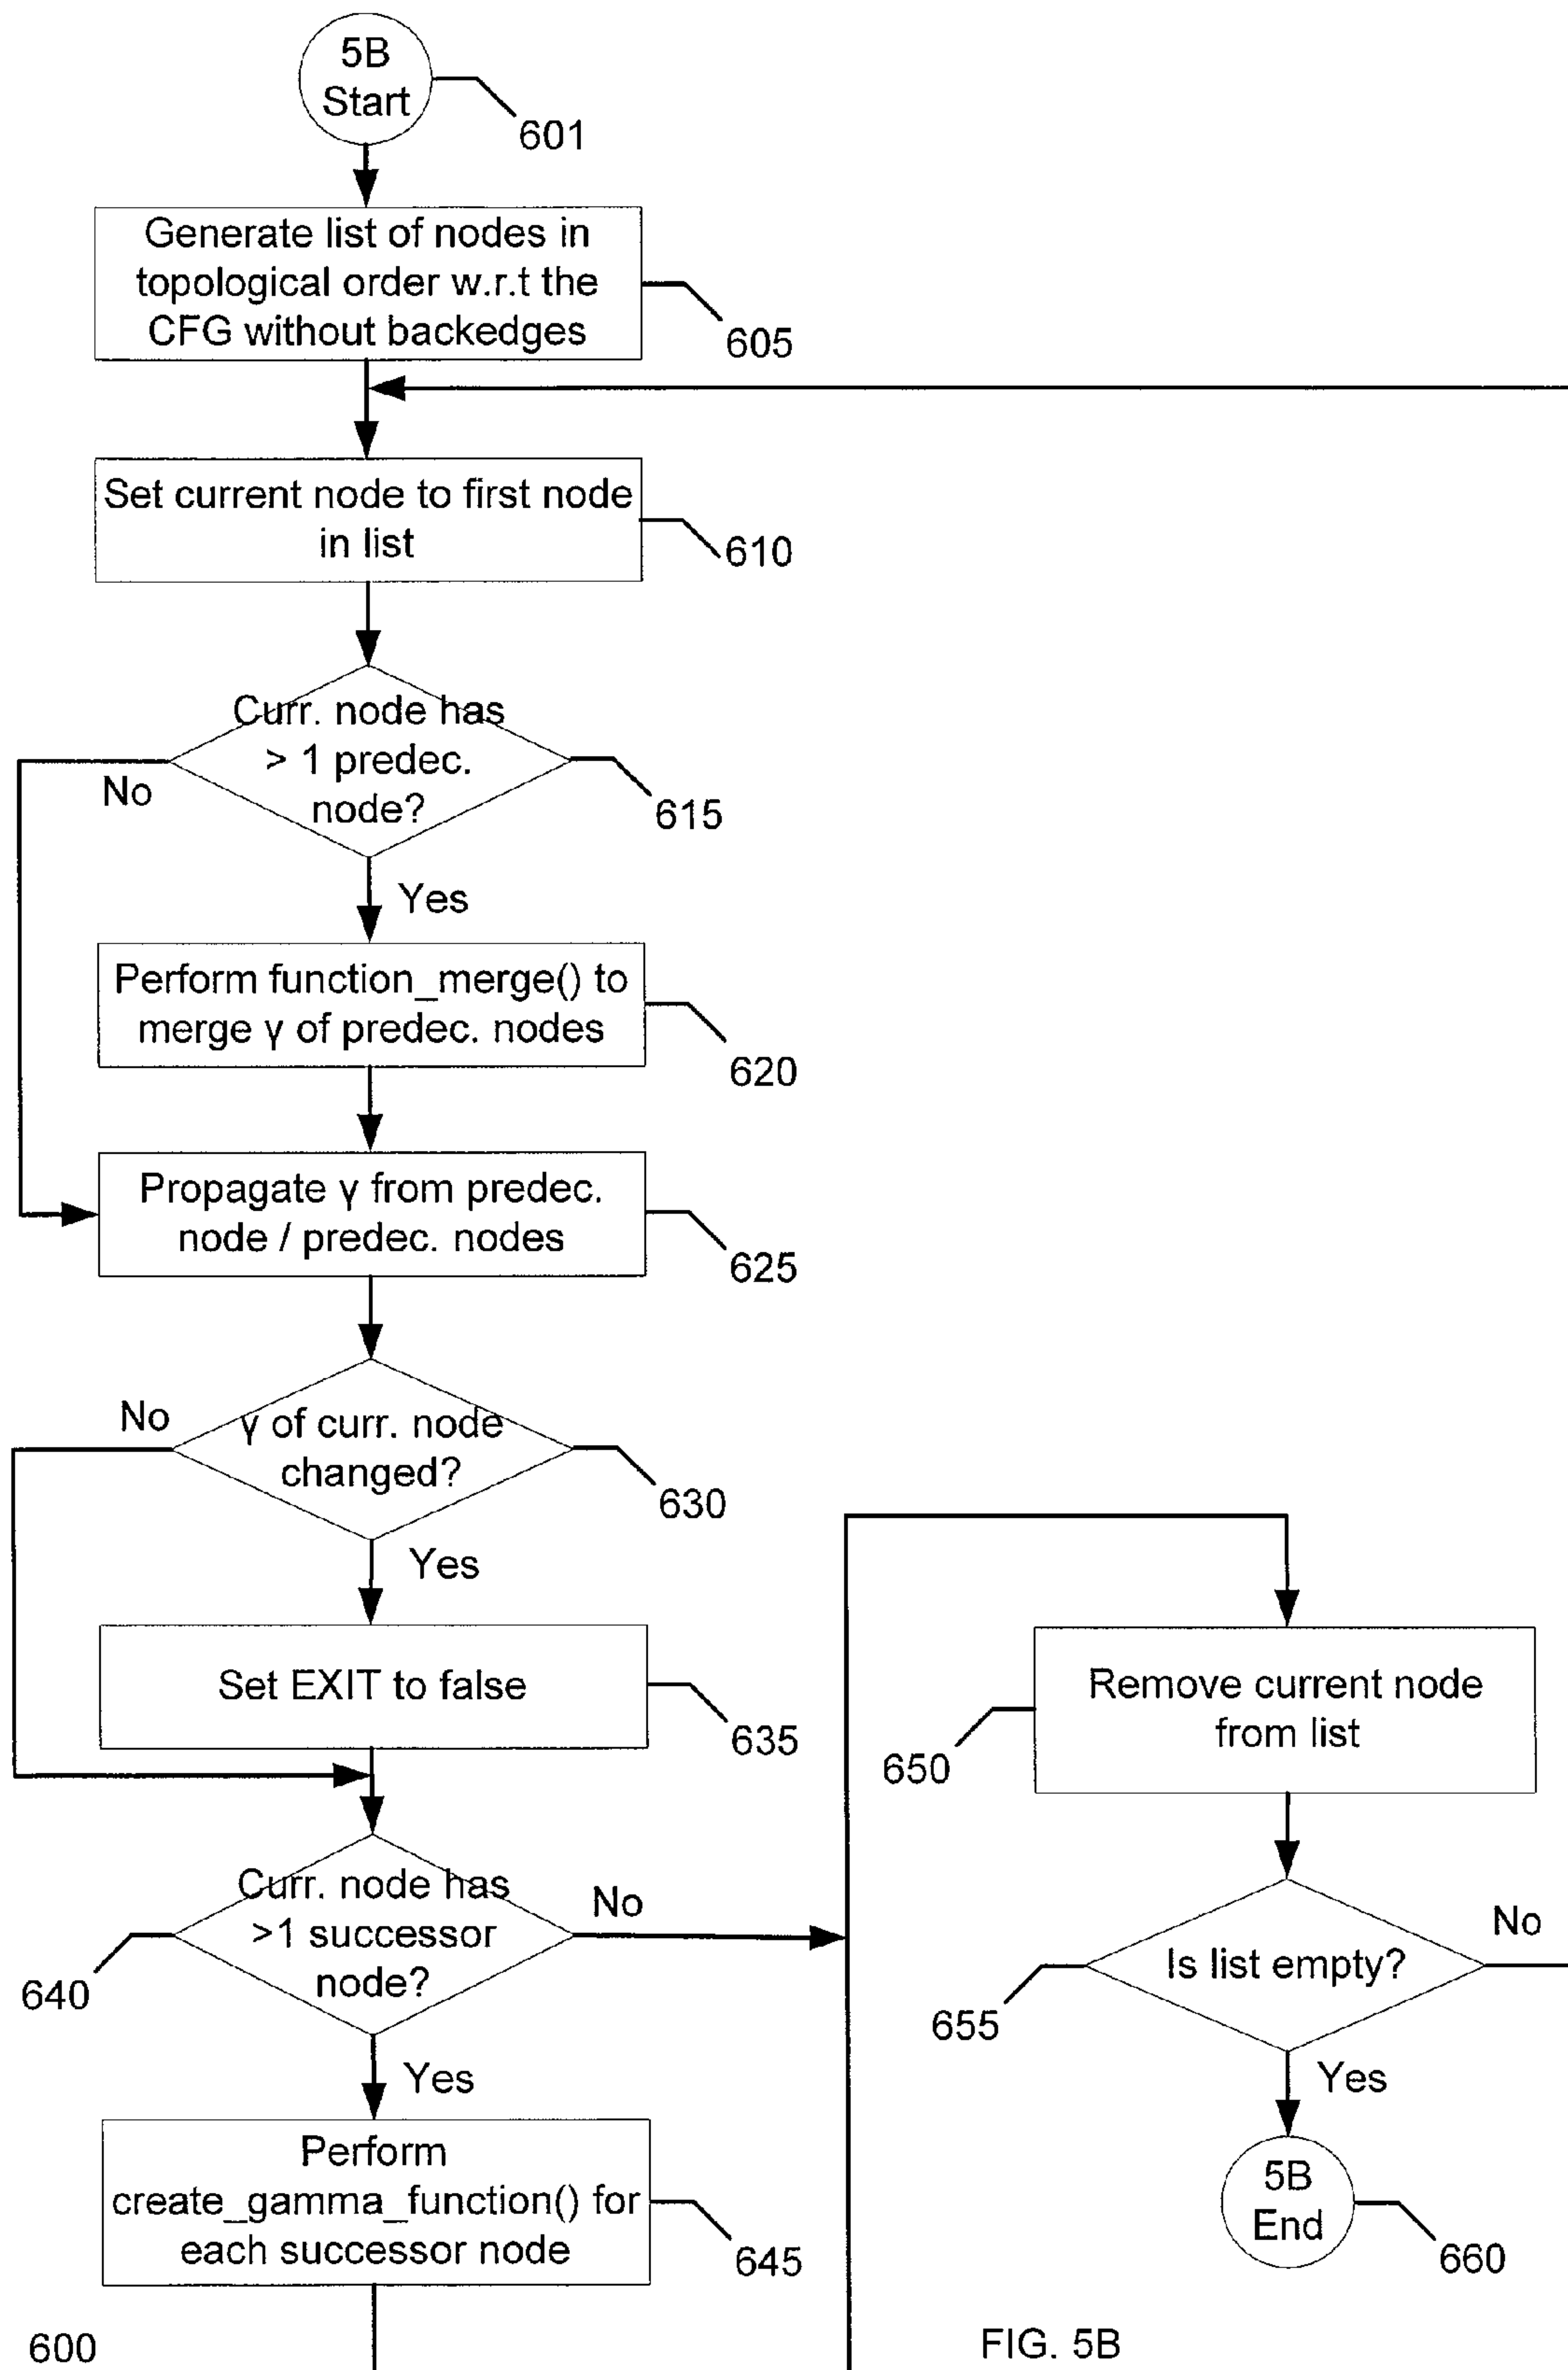 5B
Start
601
Generate list of nodes in
topological order w.r.t the
CFG without backedges
605
Set current node to first node
in list
610
Curr. node has
> 1 predec.
node?
615
No
Yes
Perform function_merge() to
merge γ of predec. nodes
620
Propagate γ from predec.
node / predec. nodes
625
γ of curr. node
changed?
630
No
Yes
Set EXIT to false
635
Curr. node has
>1 successor
node?
640
No
Yes
Perform
create_gamma_function() for
each successor node
645
Remove current node
from list
650
Is list empty?
655
No
Yes
5B
End
660
600
FIG. 5B